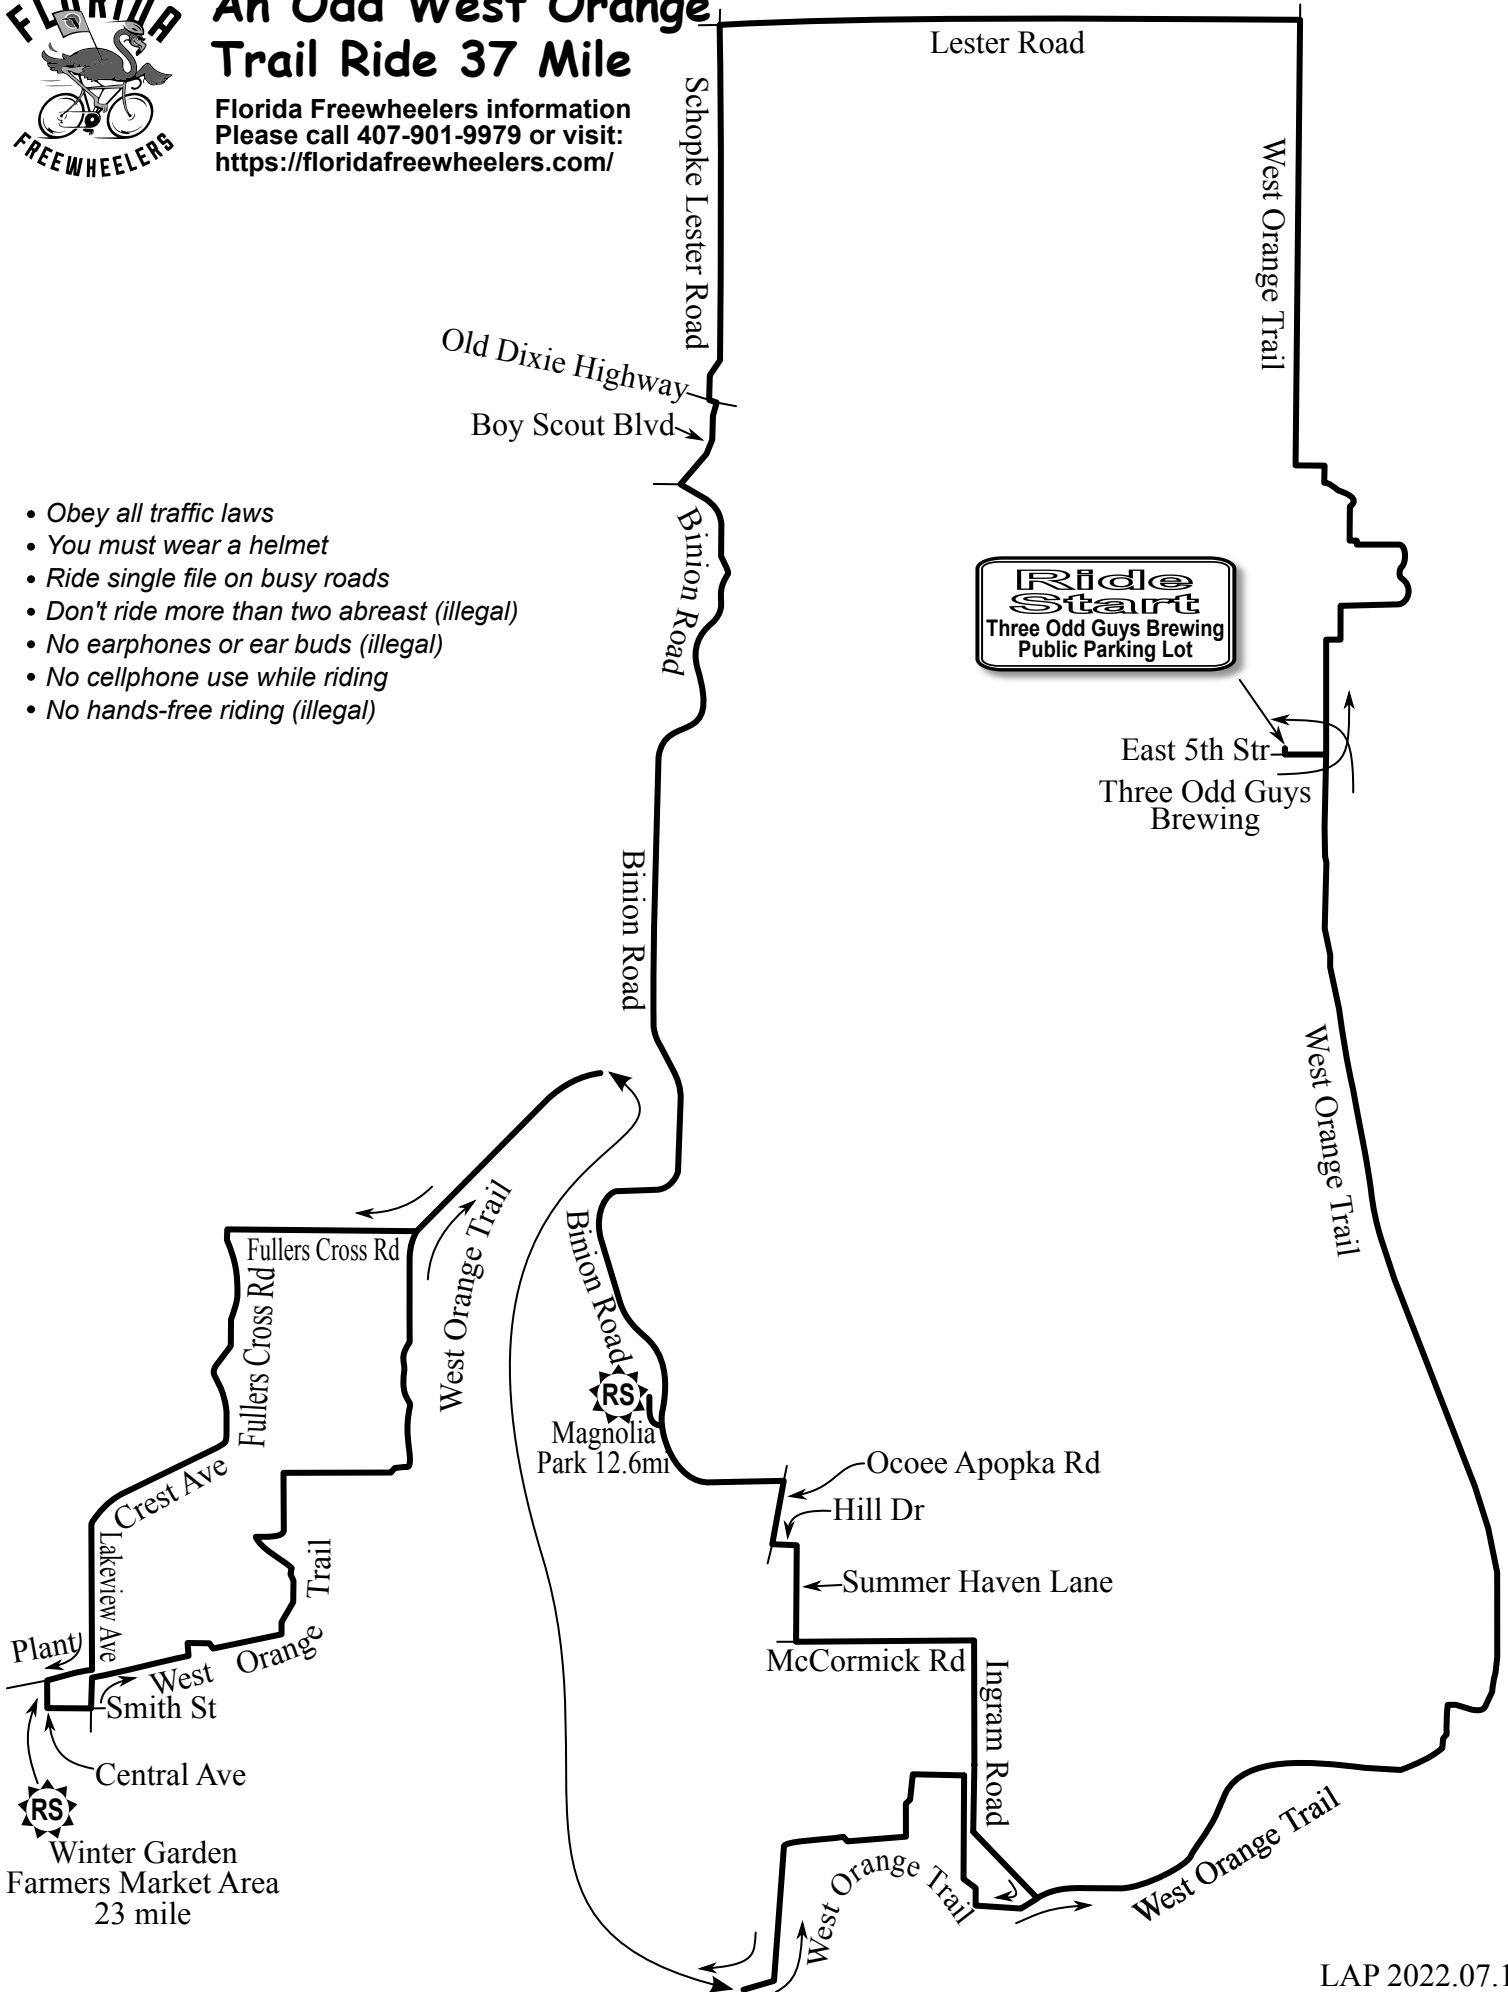 FLORIDA
FREEWHEELERS
An Odd West Orange
Trail Ride 37 Mile
Florida Freewheelers information
Please call 407-901-9979 or visit:
https://floridafreewheelers.com/
Lester Road
Schopke Lester Road
West Orange Trail
Old Dixie Highway
Boy Scout Blvd
• Obey all traffic laws
• You must wear a helmet
• Ride single file on busy roads
• Don't ride more than two abreast (illegal)
• No earphones or ear buds (illegal)
• No cellphone use while riding
• No hands-free riding (illegal)
Binion Road
Ride
Start
Three Odd Guys Brewing
Public Parking Lot
East 5th Str
Three Odd Guys
Brewing
Binion Road
West Orange Trail
West Orange Trail
Fullers Cross Rd
Fullers Cross Rd
Binion Road
RS
Magnolia
Park 12.6mi
Ocoee Apopka Rd
Hill Dr
Summer Haven Lane
McCormick Rd
Ingram Road
Crest Ave
Lakeview Ave
West Orange Trail
Plant
Smith St
Central Ave
RS
Winter Garden
Farmers Market Area
23 mile
West Orange Trail
West Orange Trail
LAP 2022.07.1